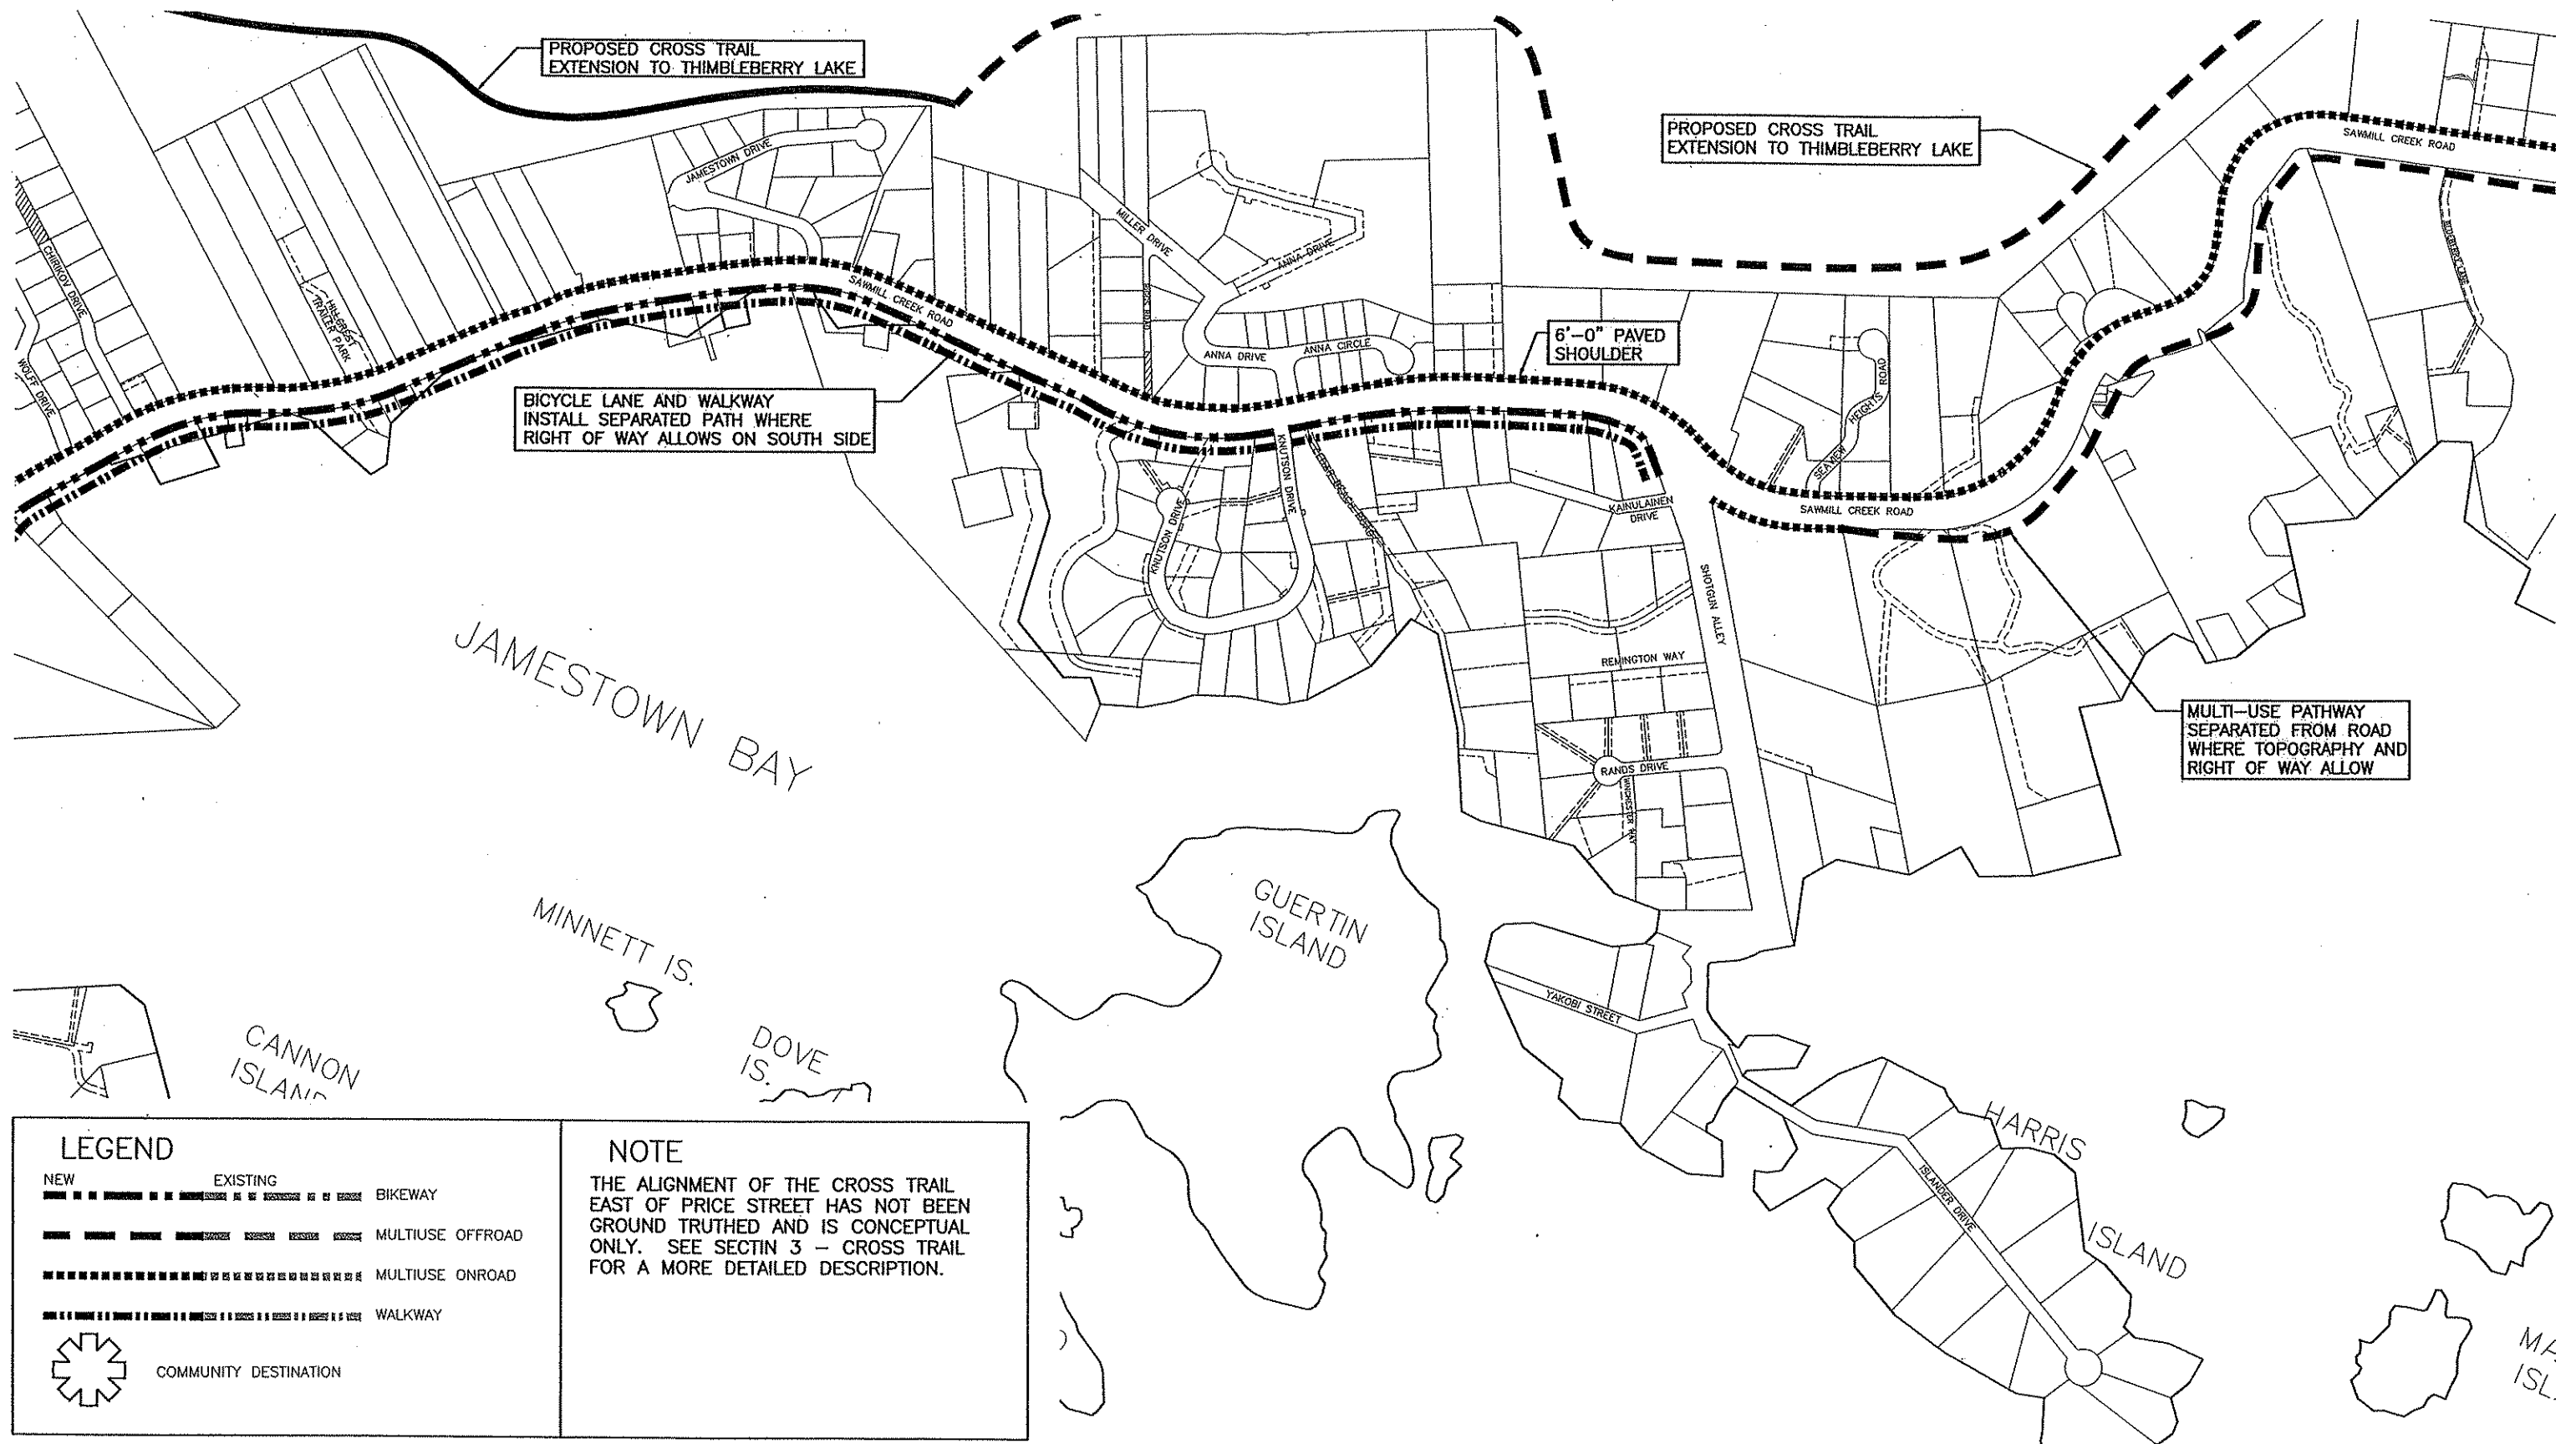 PROPOSED CROSS TRAIL
EXTENSION TO THIMBLEBERRY LAKE
PROPOSED CROSS TRAIL
EXTENSION TO THIMBLEBERRY LAKE
SAWMILL CREEK ROAD
JAMESTOWN DRIVE
MILLER DRIVE
ANNA DRIVE
CHIRIKOV DRIVE
HILLCREST
TRAILER PARK
WOLFF DRIVE
SAWMILL CREEK ROAD
ANNA DRIVE
ANNA CIRCLE
6'-0" PAVED
SHOULDER
SEAVIEW HEIGHTS ROAD
BICYCLE LANE AND WALKWAY
INSTALL SEPARATED PATH WHERE
RIGHT OF WAY ALLOWS ON SOUTH SIDE
KNUTSON DRIVE
KNUTSON DRIVE
BEACH ROAD
KAINULAINEN
DRIVE
SAWMILL CREEK ROAD
SHOTGUN ALLEY
REMINGTON WAY
RANDS DRIVE
WINCHESTER WAY
MULTI-USE PATHWAY
SEPARATED FROM ROAD
WHERE TOPOGRAPHY AND
RIGHT OF WAY ALLOW
JAMESTOWN BAY
MINNETT IS.
GUERTIN
ISLAND
CANNON
ISLAND
DOVE
IS.
YAKOBI STREET
HARRIS
ISLAND
ISLANDER DRIVE
MA
ISL
LEGEND
NEW EXISTING
BIKEWAY
MULTIUSE OFFROAD
MULTIUSE ONROAD
WALKWAY
COMMUNITY DESTINATION
NOTE
THE ALIGNMENT OF THE CROSS TRAIL
EAST OF PRICE STREET HAS NOT BEEN
GROUND TRUTHED AND IS CONCEPTUAL
ONLY. SEE SECTIN 3 - CROSS TRAIL
FOR A MORE DETAILED DESCRIPTION.